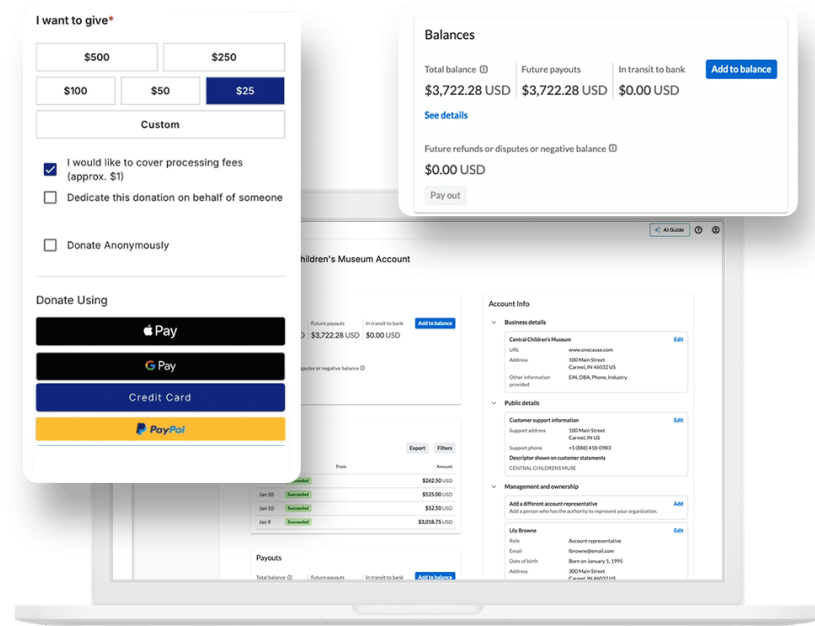 I want to give*
$500
$250
$100
$50
$25
Custom
I would like to cover processing fees
(approx. $1)
Dedicate this donation on behalf of someone
Donate Anonymously
Donate Using
Pay
G Pay
Credit Card
PayPal
Balances
Total balance
Future payouts
In transit to bank
Add to balance
$3,722.28 USD
$3,722.28 USD
$0.00 USD
See details
Future refunds or disputes or negative balance
$0.00 USD
Pay out
AI Guide
hildren's Museum Account
Future payouts
In transit to bank
Add to balance
$3,722.28 USD
$0.00 USD
putes or negative balance
Export
Filters
From
Amount
$262.50 USD
Jan 10
Succeeded
$525.00 USD
Jan 10
Succeeded
$52.50 USD
Jan 9
Succeeded
$3,018.75 USD
Payouts
Total balance
Future payouts
In transit to bank
Add to balance
Account Info
Business details
Central Children's Museum
Edit
URL
www.onecause.com
Address
100 Main Street
Carmel, IN 46032 US
Other information
provided
EIN, DBA, Phone, Industry
Public details
Customer support information
Edit
Support address
100 Main Street
Carmel, IN US
Support phone
+1 (888) 418-0983
Descriptor shown on customer statements
CENTRAL CHILDRENS MUSE
Management and ownership
Add a different account representative
Add
Add a person who has the authority to represent your organization.
Lily Browne
Edit
Role
Account representative
Email
lbrowne@email.com
Date of birth
Born on January 1, 1995
Address
300 Main Street
Carmel, IN 46032 US